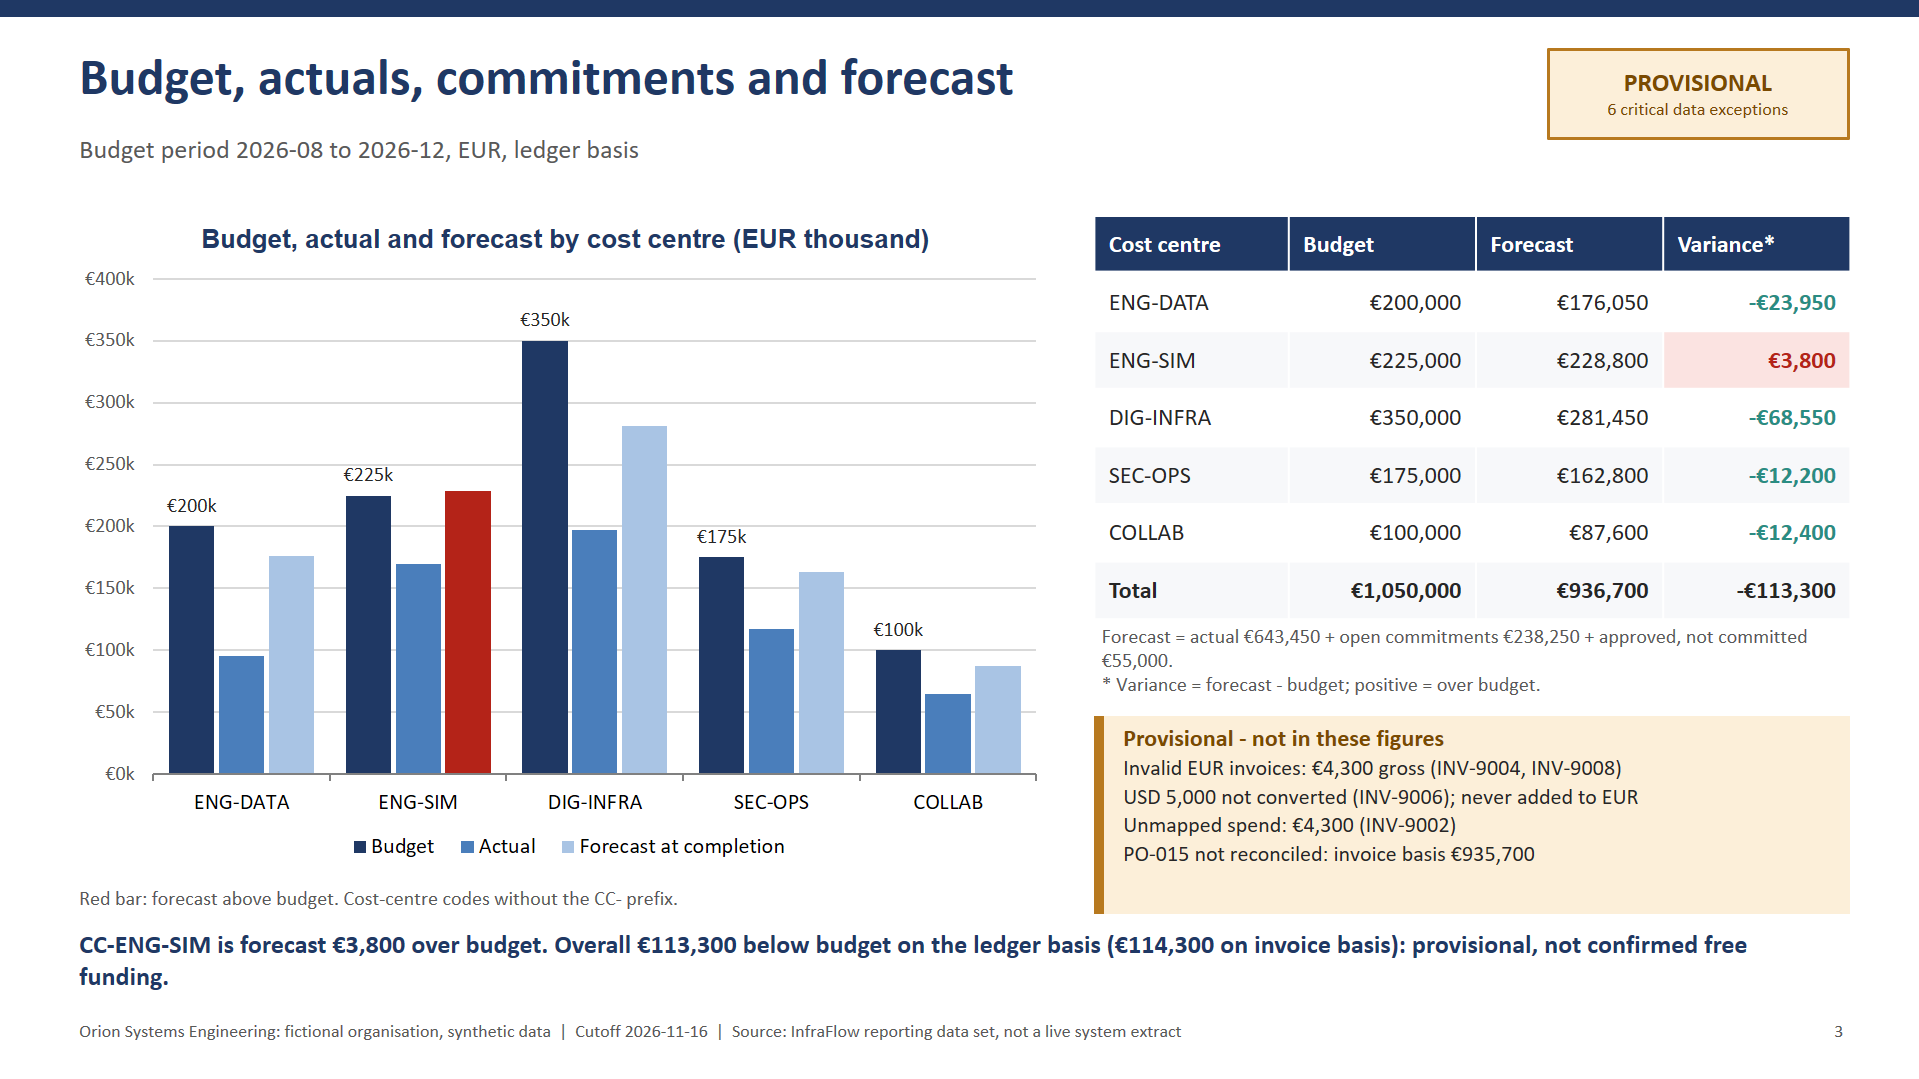 Budget, actuals, commitments and forecast
PROVISIONAL
6 critical data exceptions
Budget period 2026-08 to 2026-12, EUR, ledger basis
Budget, actual and forecast by cost centre (EUR thousand)
€400k
€350k
€300k
€250k
€200k
€150k
€100k
€50k
€0k
€200k
€225k
€350k
€175k
€100k
ENG-DATA ENG-SIM DIG-INFRA SEC-OPS COLLAB
Budget Actual Forecast at completion
Red bar: forecast above budget. Cost-centre codes without the CC- prefix.
Cost centre Budget Forecast Variance*
ENG-DATA €200,000 €176,050 -€23,950
ENG-SIM €225,000 €228,800 €3,800
DIG-INFRA €350,000 €281,450 -€68,550
SEC-OPS €175,000 €162,800 -€12,200
COLLAB €100,000 €87,600 -€12,400
Total €1,050,000 €936,700 -€113,300
Forecast = actual €643,450 + open commitments €238,250 + approved, not committed
€55,000.
* Variance = forecast - budget; positive = over budget.
Provisional - not in these figures
Invalid EUR invoices: €4,300 gross (INV-9004, INV-9008)
USD 5,000 not converted (INV-9006); never added to EUR
Unmapped spend: €4,300 (INV-9002)
PO-015 not reconciled: invoice basis €935,700
CC-ENG-SIM is forecast €3,800 over budget. Overall €113,300 below budget on the ledger basis (€114,300 on invoice basis): provisional, not confirmed free
funding.
Orion Systems Engineering: fictional organisation, synthetic data | Cutoff 2026-11-16 | Source: InfraFlow reporting data set, not a live system extract
3